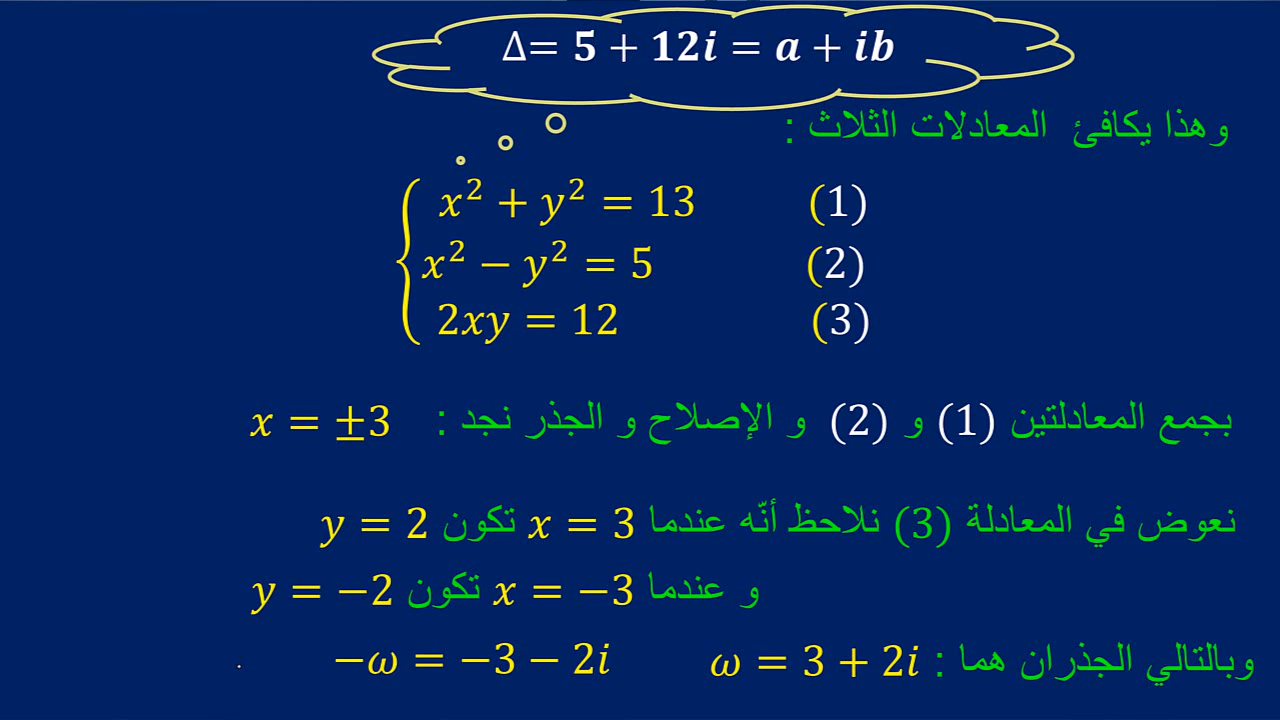 Δ= 5 + 12i = a + ib
وهذا يكافئ المعادلات الثلاث :
x² + y² = 13 (1)
x² − y² = 5 (2)
2xy = 12 (3)
بجمع المعادلتين (1) و (2) و الإصلاح و الجذر نجد : x = ±3
نعوض في المعادلة (3) نلاحظ أنّه عندما x = 3 تكون y = 2
و عندما x = −3 تكون y = −2
وبالتالي الجذران هما : ω = 3 + 2i −ω = −3 − 2i